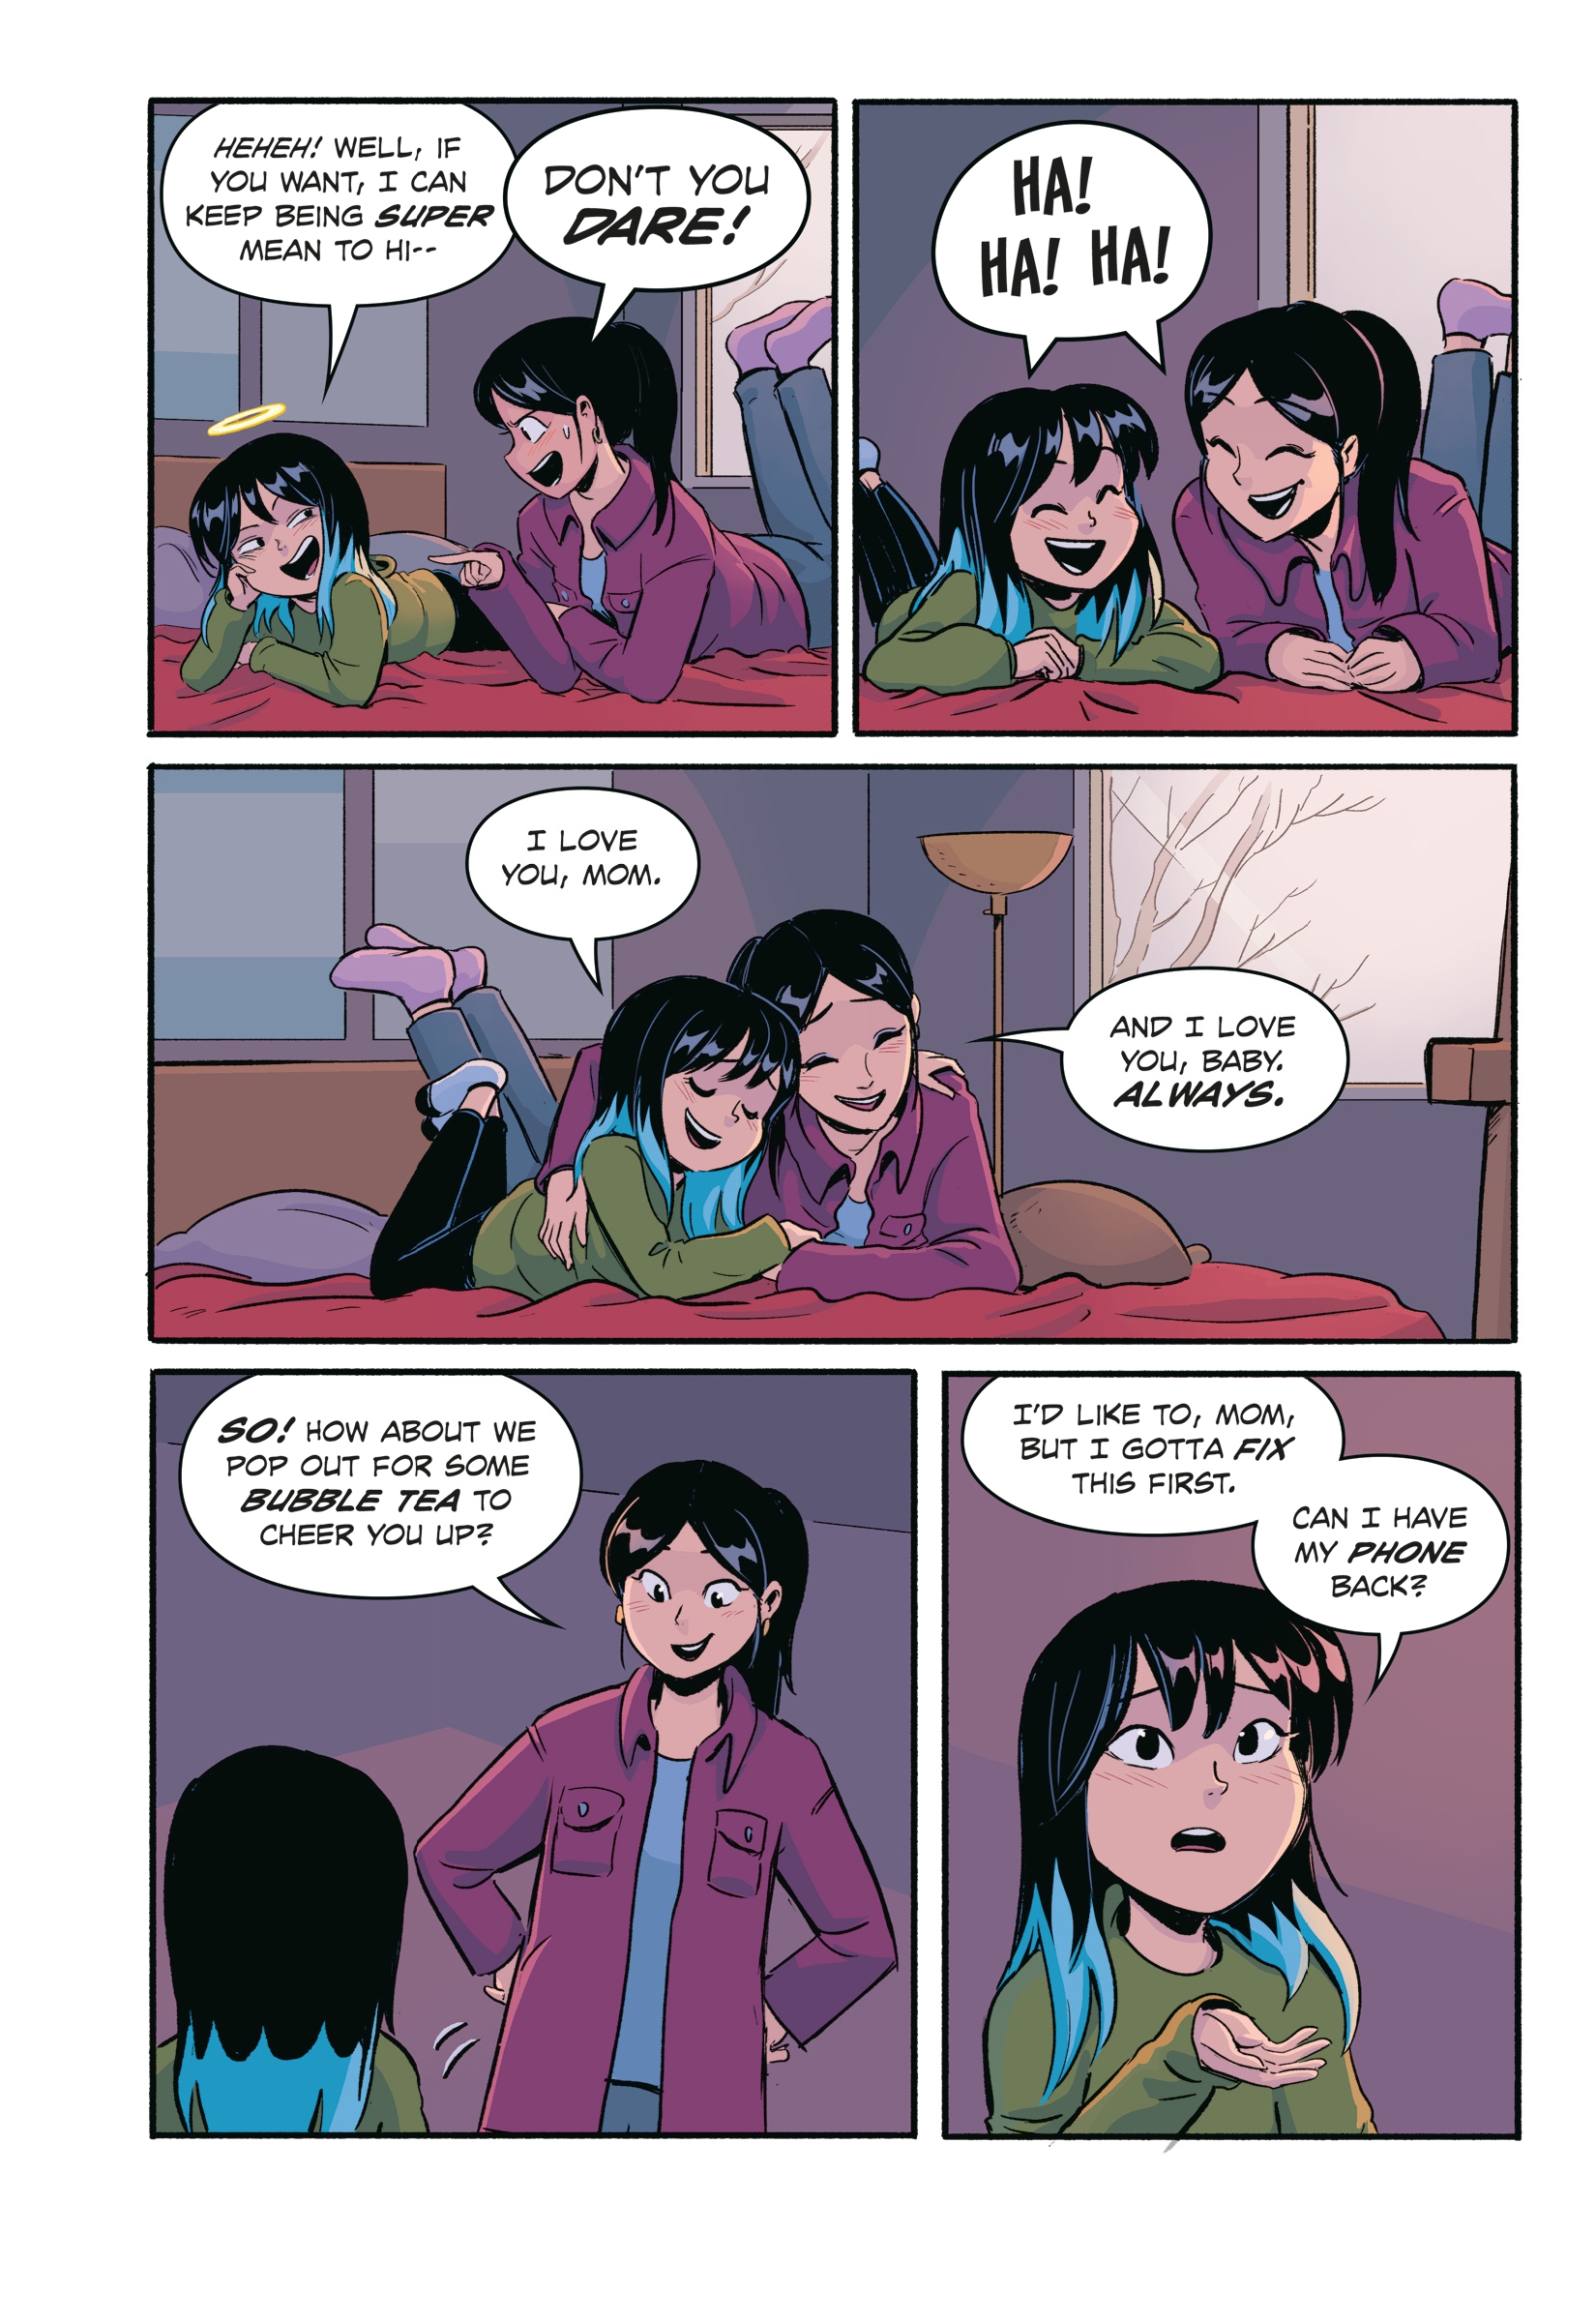 HEHEH! WELL, IF
YOU WANT, I CAN
KEEP BEING SUPER
MEAN TO HI--
DON'T YOU
DARE!
HA!
HA! HA!
I LOVE
YOU, MOM.
AND I LOVE
YOU, BABY.
ALWAYS.
SO! HOW ABOUT WE
POP OUT FOR SOME
BUBBLE TEA TO
CHEER YOU UP?
I'D LIKE TO, MOM,
BUT I GOTTA FIX
THIS FIRST.
CAN I HAVE
MY PHONE
BACK?